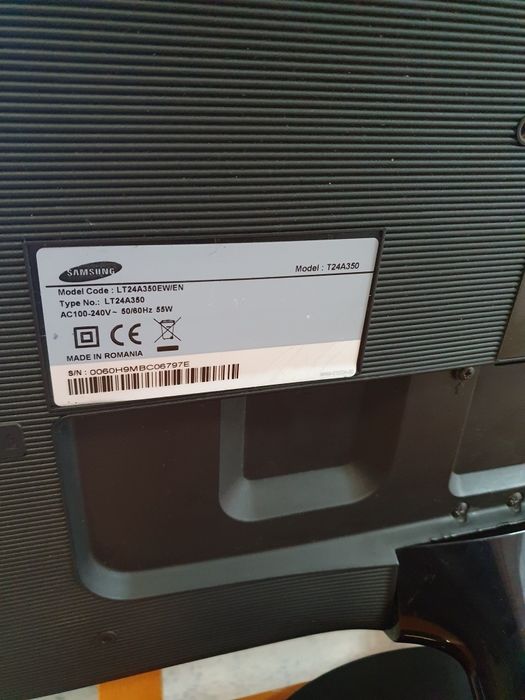 SAMSUNG
Model : T24A350
Model Code : LT24A350EW/EN
Type No.: LT24A350
AC100-240V~ 50/60Hz 55W
MADE IN ROMANIA
S/N : 0060H9MBC06797E